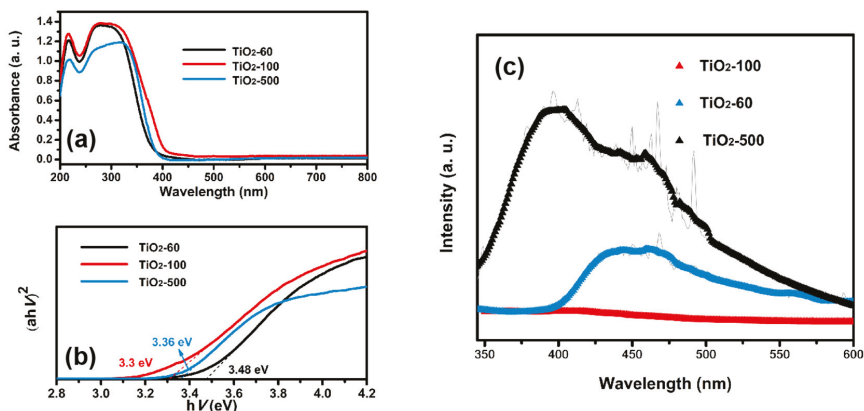 1.4
1.2
1.0
0.8
0.6
0.4
0.2
0.0
Absorbance (a. u.)
TiO2-60
TiO2-100
TiO2-500
(a)
200 300 400 500 600 700 800
Wavelength (nm)
(ahν)²
TiO2-60
TiO2-100
TiO2-500
3.36 eV
3.3 eV
3.48 eV
(b)
2.8 3.0 3.2 3.4 3.6 3.8 4.0 4.2
hν(eV)
(c)
TiO2-100
TiO2-60
TiO2-500
Intensity (a. u.)
350 400 450 500 550 600
Wavelength (nm)